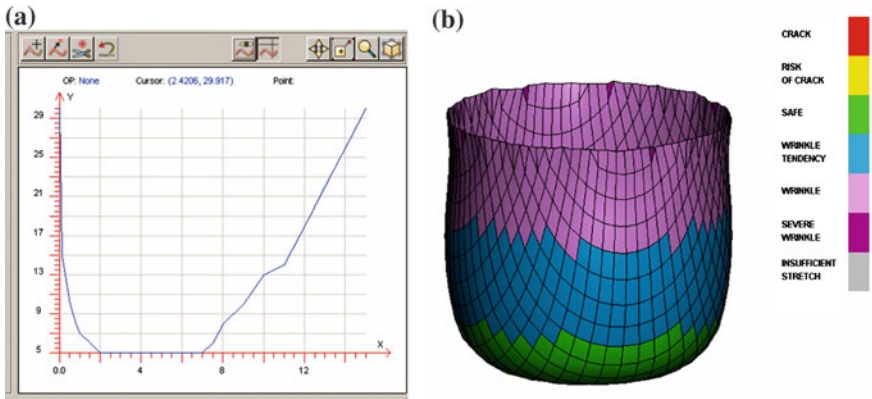 (a)
OP: None Cursor: (2.4206, 29.917) Point:
Y
29
25
21
17
13
9
5
X
0.0 4 8 12
(b)
CRACK
RISK
OF CRACK
SAFE
WRINKLE
TENDENCY
WRINKLE
SEVERE
WRINKLE
INSUFFICIENT
STRETCH